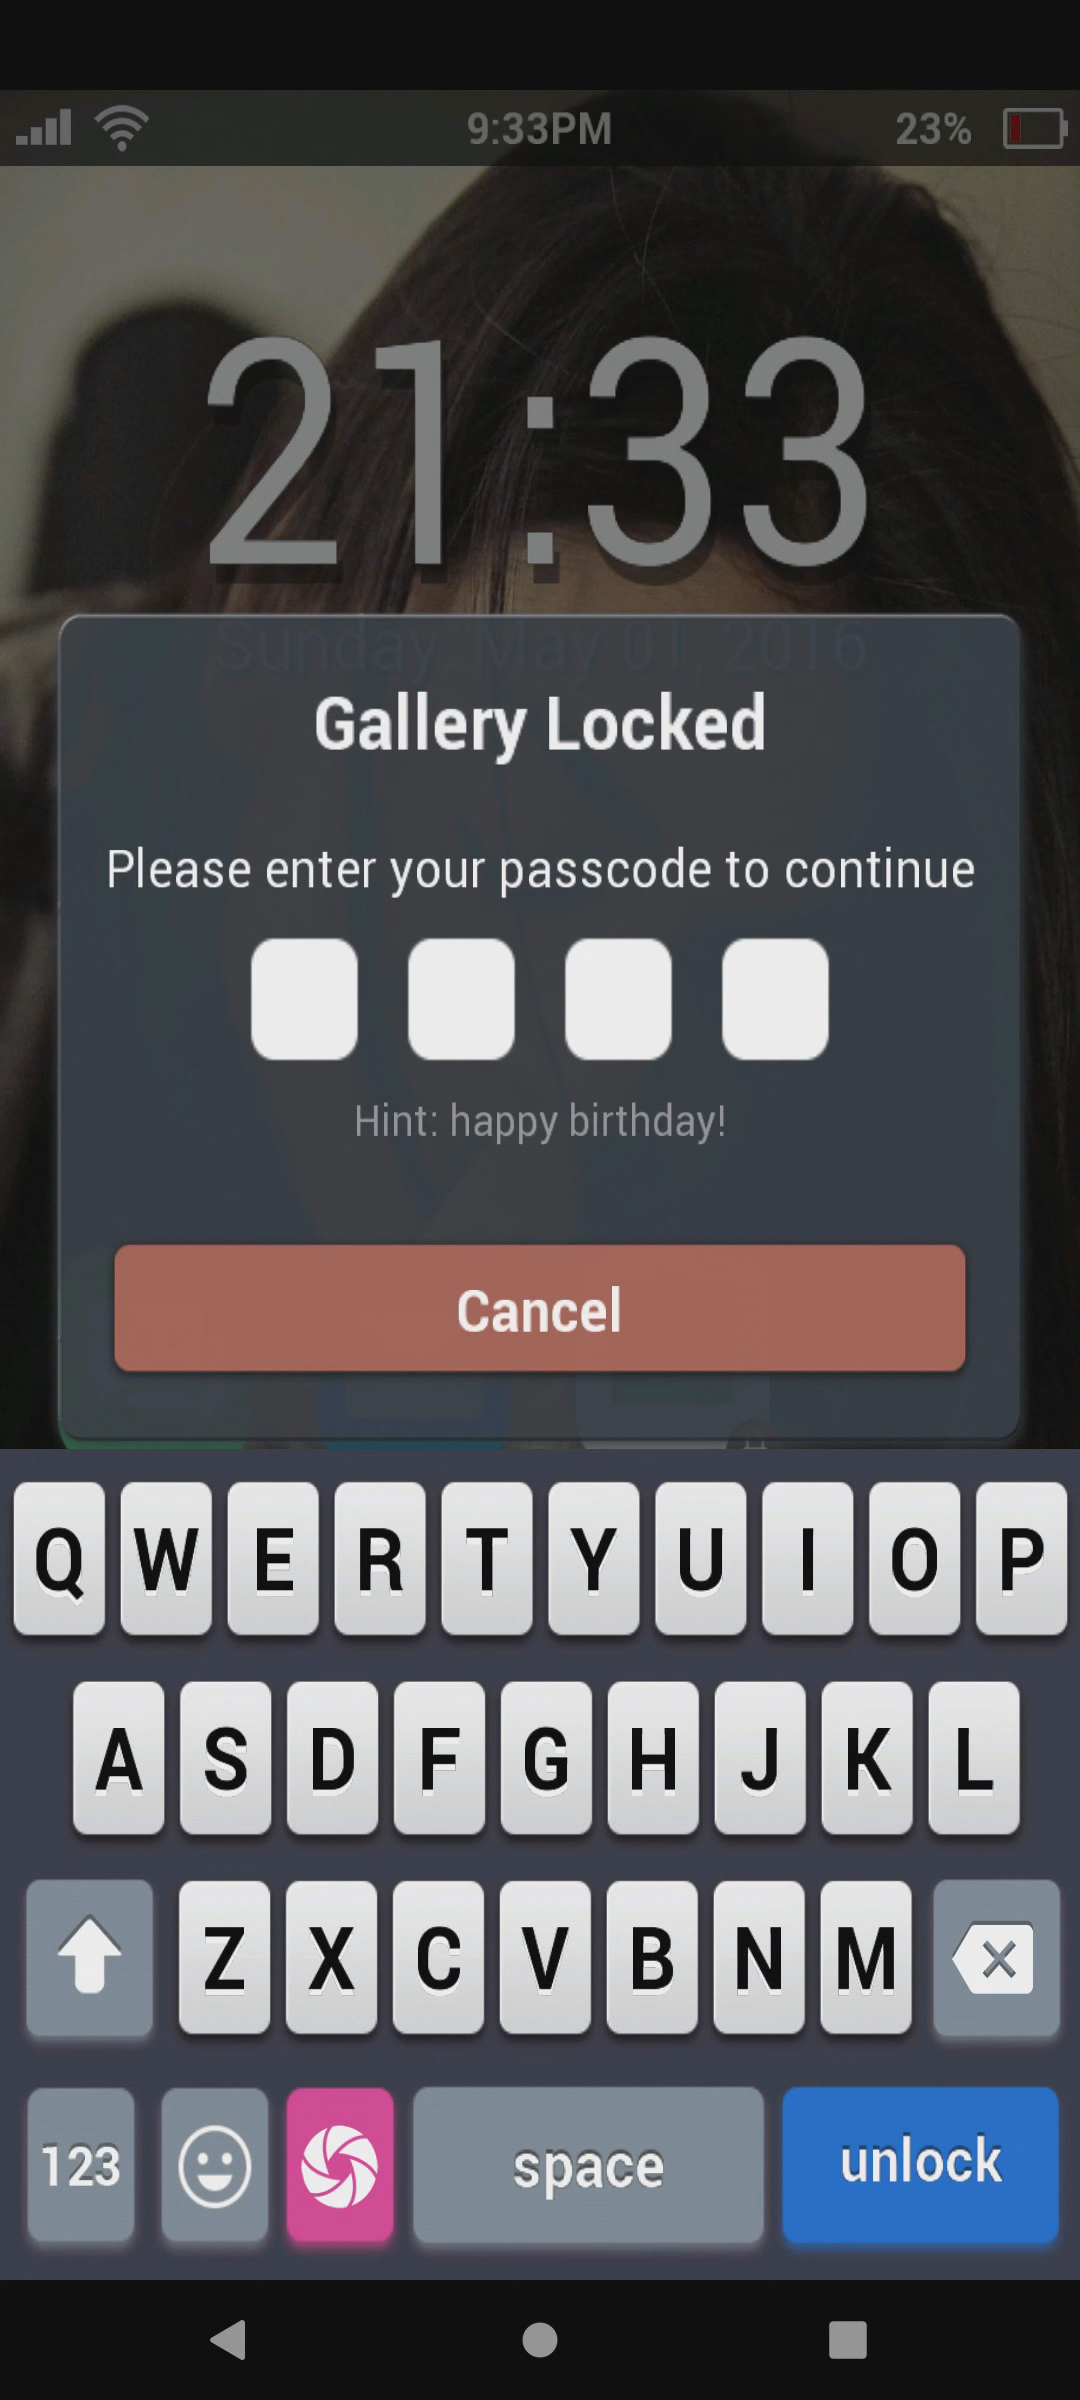 9:33PM 23%
21:33
Sunday, May 01, 2016
Gallery Locked
Please enter your passcode to continue
Hint: happy birthday!
Cancel
Q W E R T Y U I O P
A S D F G H J K L
Z X C V B N M
123 space unlock